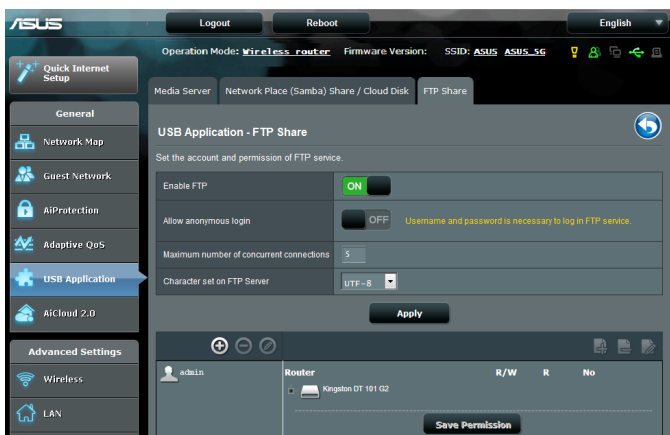 ASUS Logout Reboot English
Operation Mode: Wireless router Firmware Version: SSID: ASUS ASUS_5G
Quick Internet
Setup
Media Server Network Place (Samba) Share / Cloud Disk FTP Share
General
USB Application - FTP Share
Network Map
Set the account and permission of FTP service.
Guest Network
Enable FTP ON
AiProtection
Allow anonymous login OFF Username and password is necessary to log in FTP service.
Adaptive QoS
Maximum number of concurrent connections 5
USB Application
Character set on FTP Server UTF-8
AiCloud 2.0
Apply
Advanced Settings
admin Router R/W R No
Wireless
Kingston DT 101 G2
LAN
Save Permission